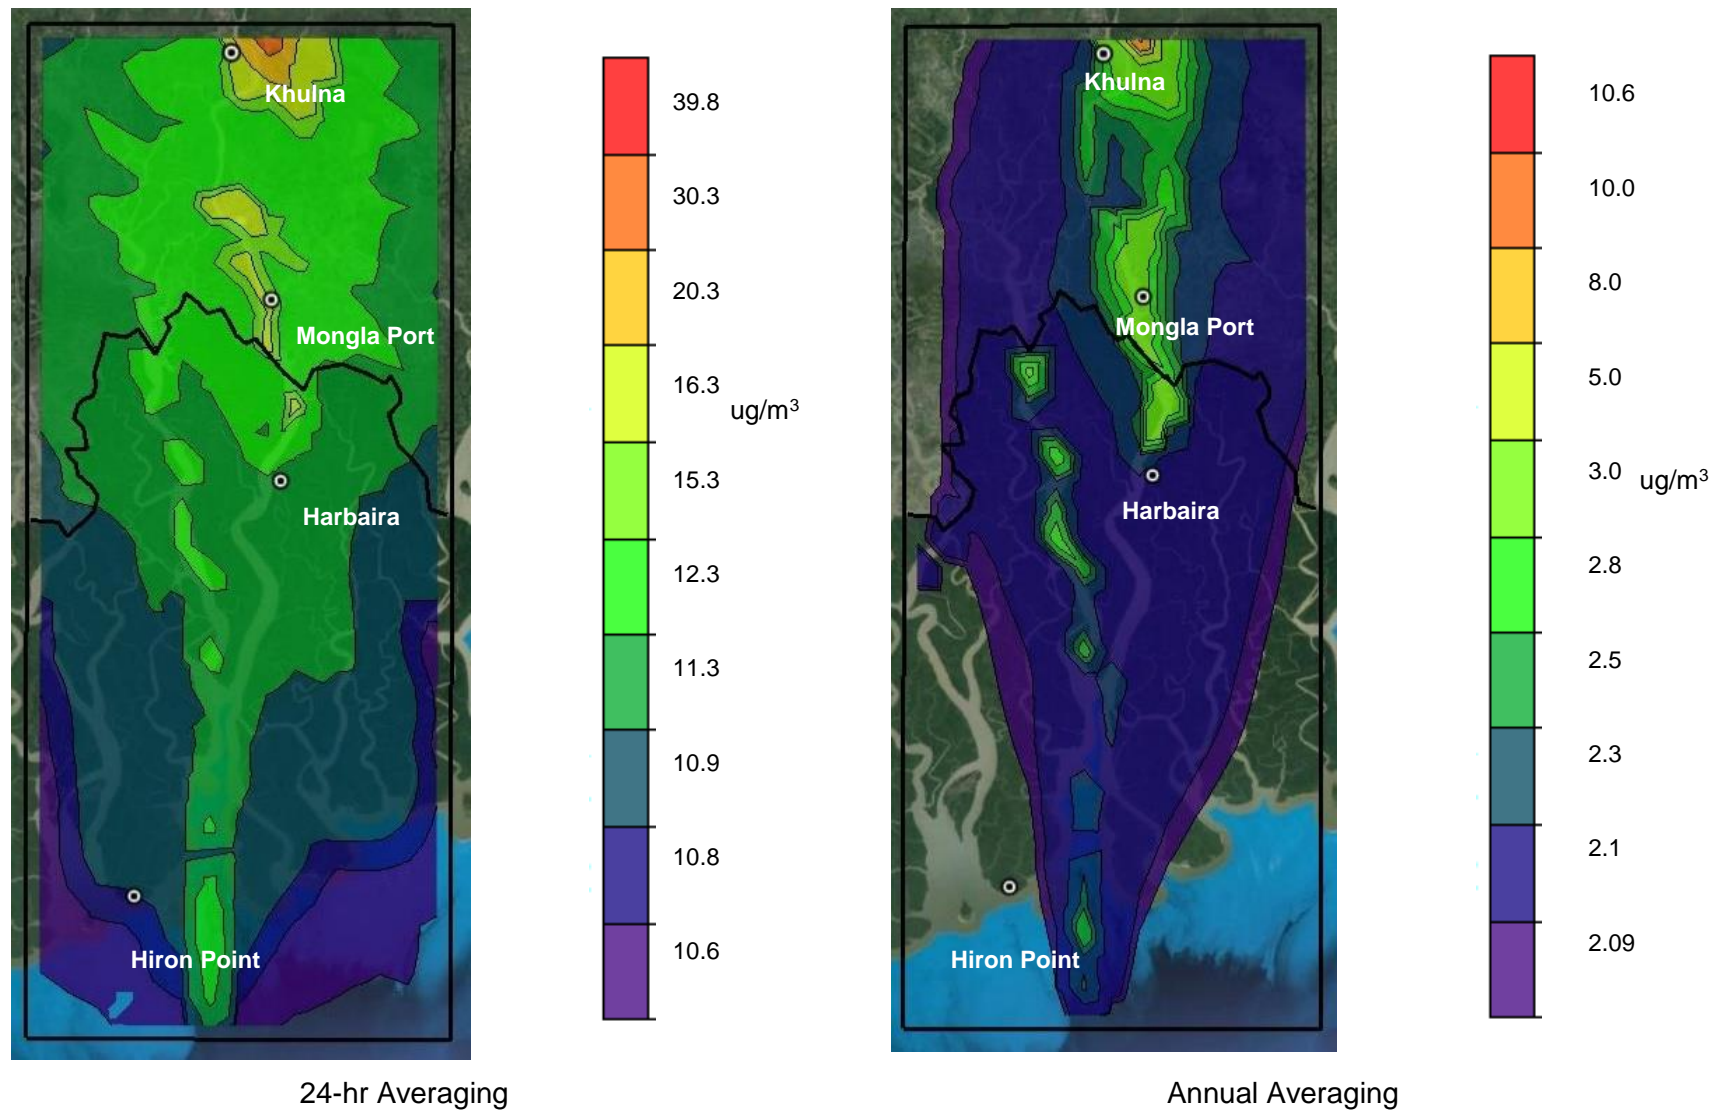 Khulna
Mongla Port
Harbaira
Hiron Point
39.8
30.3
20.3
16.3
15.3
12.3
11.3
10.9
10.8
10.6
ug/m³
24-hr Averaging
Khulna
Mongla Port
Harbaira
Hiron Point
10.6
10.0
8.0
5.0
3.0
2.8
2.5
2.3
2.1
2.09
ug/m³
Annual Averaging